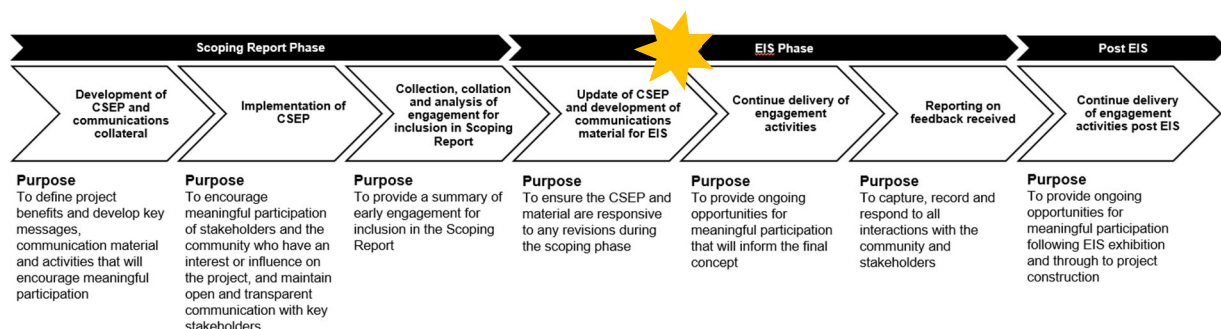 Scoping Report Phase
EIS Phase
Post EIS
Development of
CSEP and
communications
collateral
Implementation of
CSEP
Collection, collation
and analysis of
engagement for
inclusion in Scoping
Report
Update of CSEP
and development of
communications
material for EIS
Continue delivery of
engagement
activities
Reporting on
feedback received
Continue delivery
of engagement
activities post EIS
Purpose
To define project
benefits and develop key
messages,
communication material
and activities that will
encourage meaningful
participation
Purpose
To encourage
meaningful participation
of stakeholders and the
community who have an
interest or influence on
the project, and maintain
open and transparent
communication with key
stakeholders
Purpose
To provide a summary of
early engagement for
inclusion in the Scoping
Report
Purpose
To ensure the CSEP and
material are responsive
to any revisions during
the scoping phase
Purpose
To provide ongoing
opportunities for
meaningful participation
that will inform the final
concept
Purpose
To capture, record and
respond to all
interactions with the
community and
stakeholders
Purpose
To provide ongoing
opportunities for
meaningful participation
following EIS exhibition
and through to project
construction